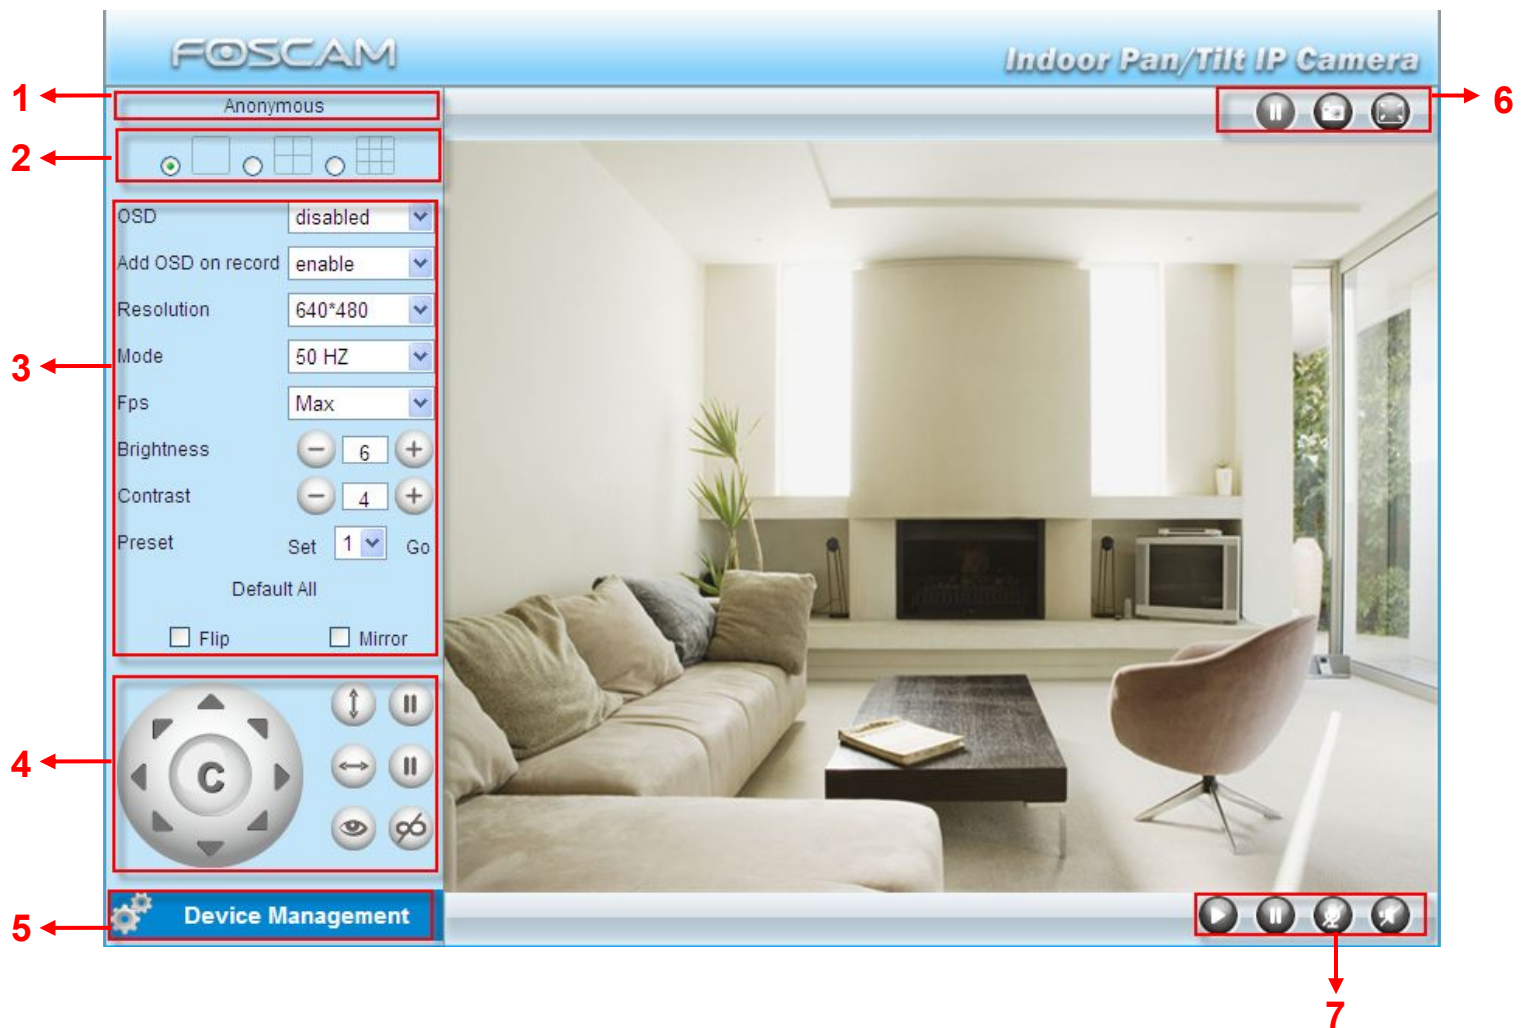 FOSCAM
Indoor Pan/Tilt IP Camera
1
Anonymous
6
2
OSD disabled
Add OSD on record enable
Resolution 640*480
3
Mode 50 HZ
Fps Max
Brightness 6
Contrast 4
Preset Set 1 Go
Default All
Flip Mirror
4
C
5
Device Management
7